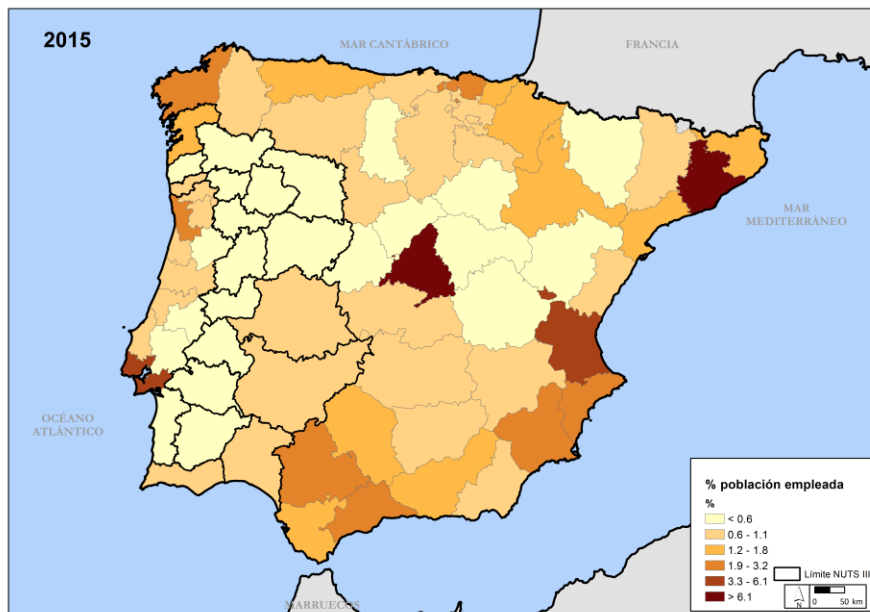 2015
MAR CANTÁBRICO
FRANCIA
MAR
MEDITERRÁNEO
OCÉANO
ATLÁNTICO
MARRUECOS
% población empleada
%
< 0.6
0.6 - 1.1
1.2 - 1.8
1.9 - 3.2
3.3 - 6.1
> 6.1
Límite NUTS III
N
0 50 km